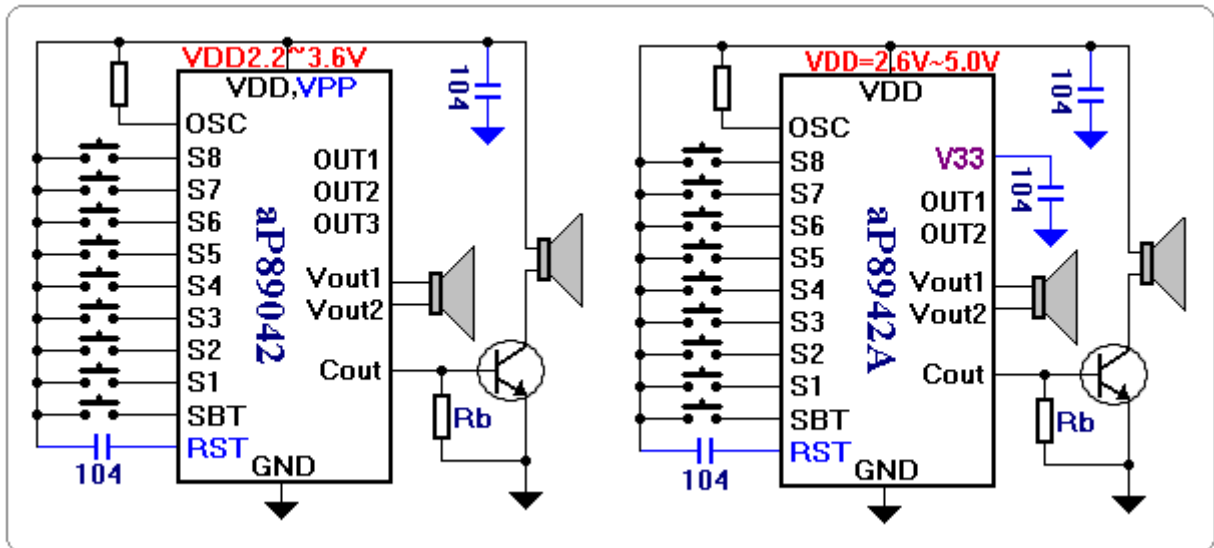 VDD2.2~3.6V
VDD,VPP
104
OSC
S8
OUT1
S7
OUT2
S6
OUT3
S5
S4
Vout1
S3
Vout2
S2
S1
Cout
SBT
Rb
RST
104
GND
aP89042
VDD=2.6V~5.0V
VDD
104
OSC
S8
V33
104
S7
OUT1
S6
OUT2
S5
S4
Vout1
S3
Vout2
S2
S1
Cout
SBT
Rb
RST
104
GND
aP8942A